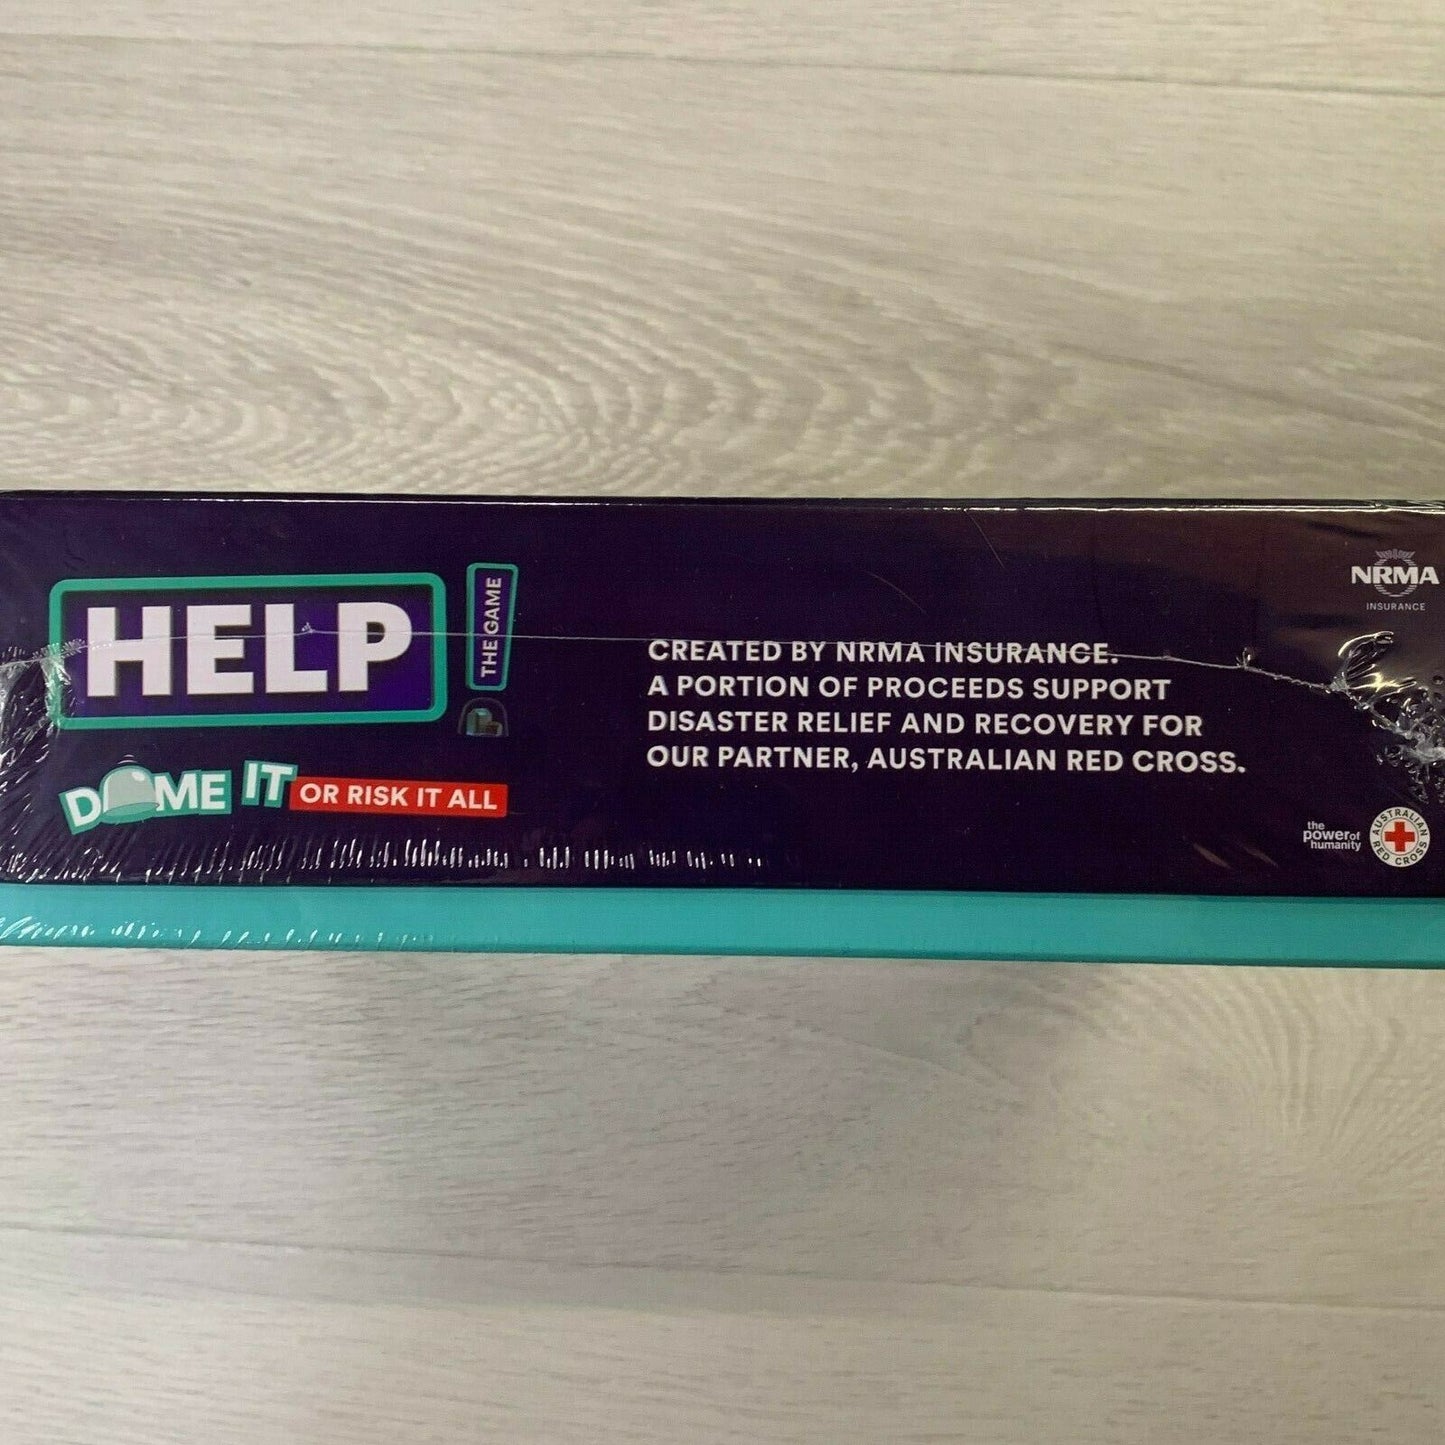 HELP
THE GAME
DOME IT OR RISK IT ALL
CREATED BY NRMA INSURANCE.
A PORTION OF PROCEEDS SUPPORT
DISASTER RELIEF AND RECOVERY FOR
OUR PARTNER, AUSTRALIAN RED CROSS.
NRMA
INSURANCE
the
power of
humanity
AUSTRALIAN
RED CROSS